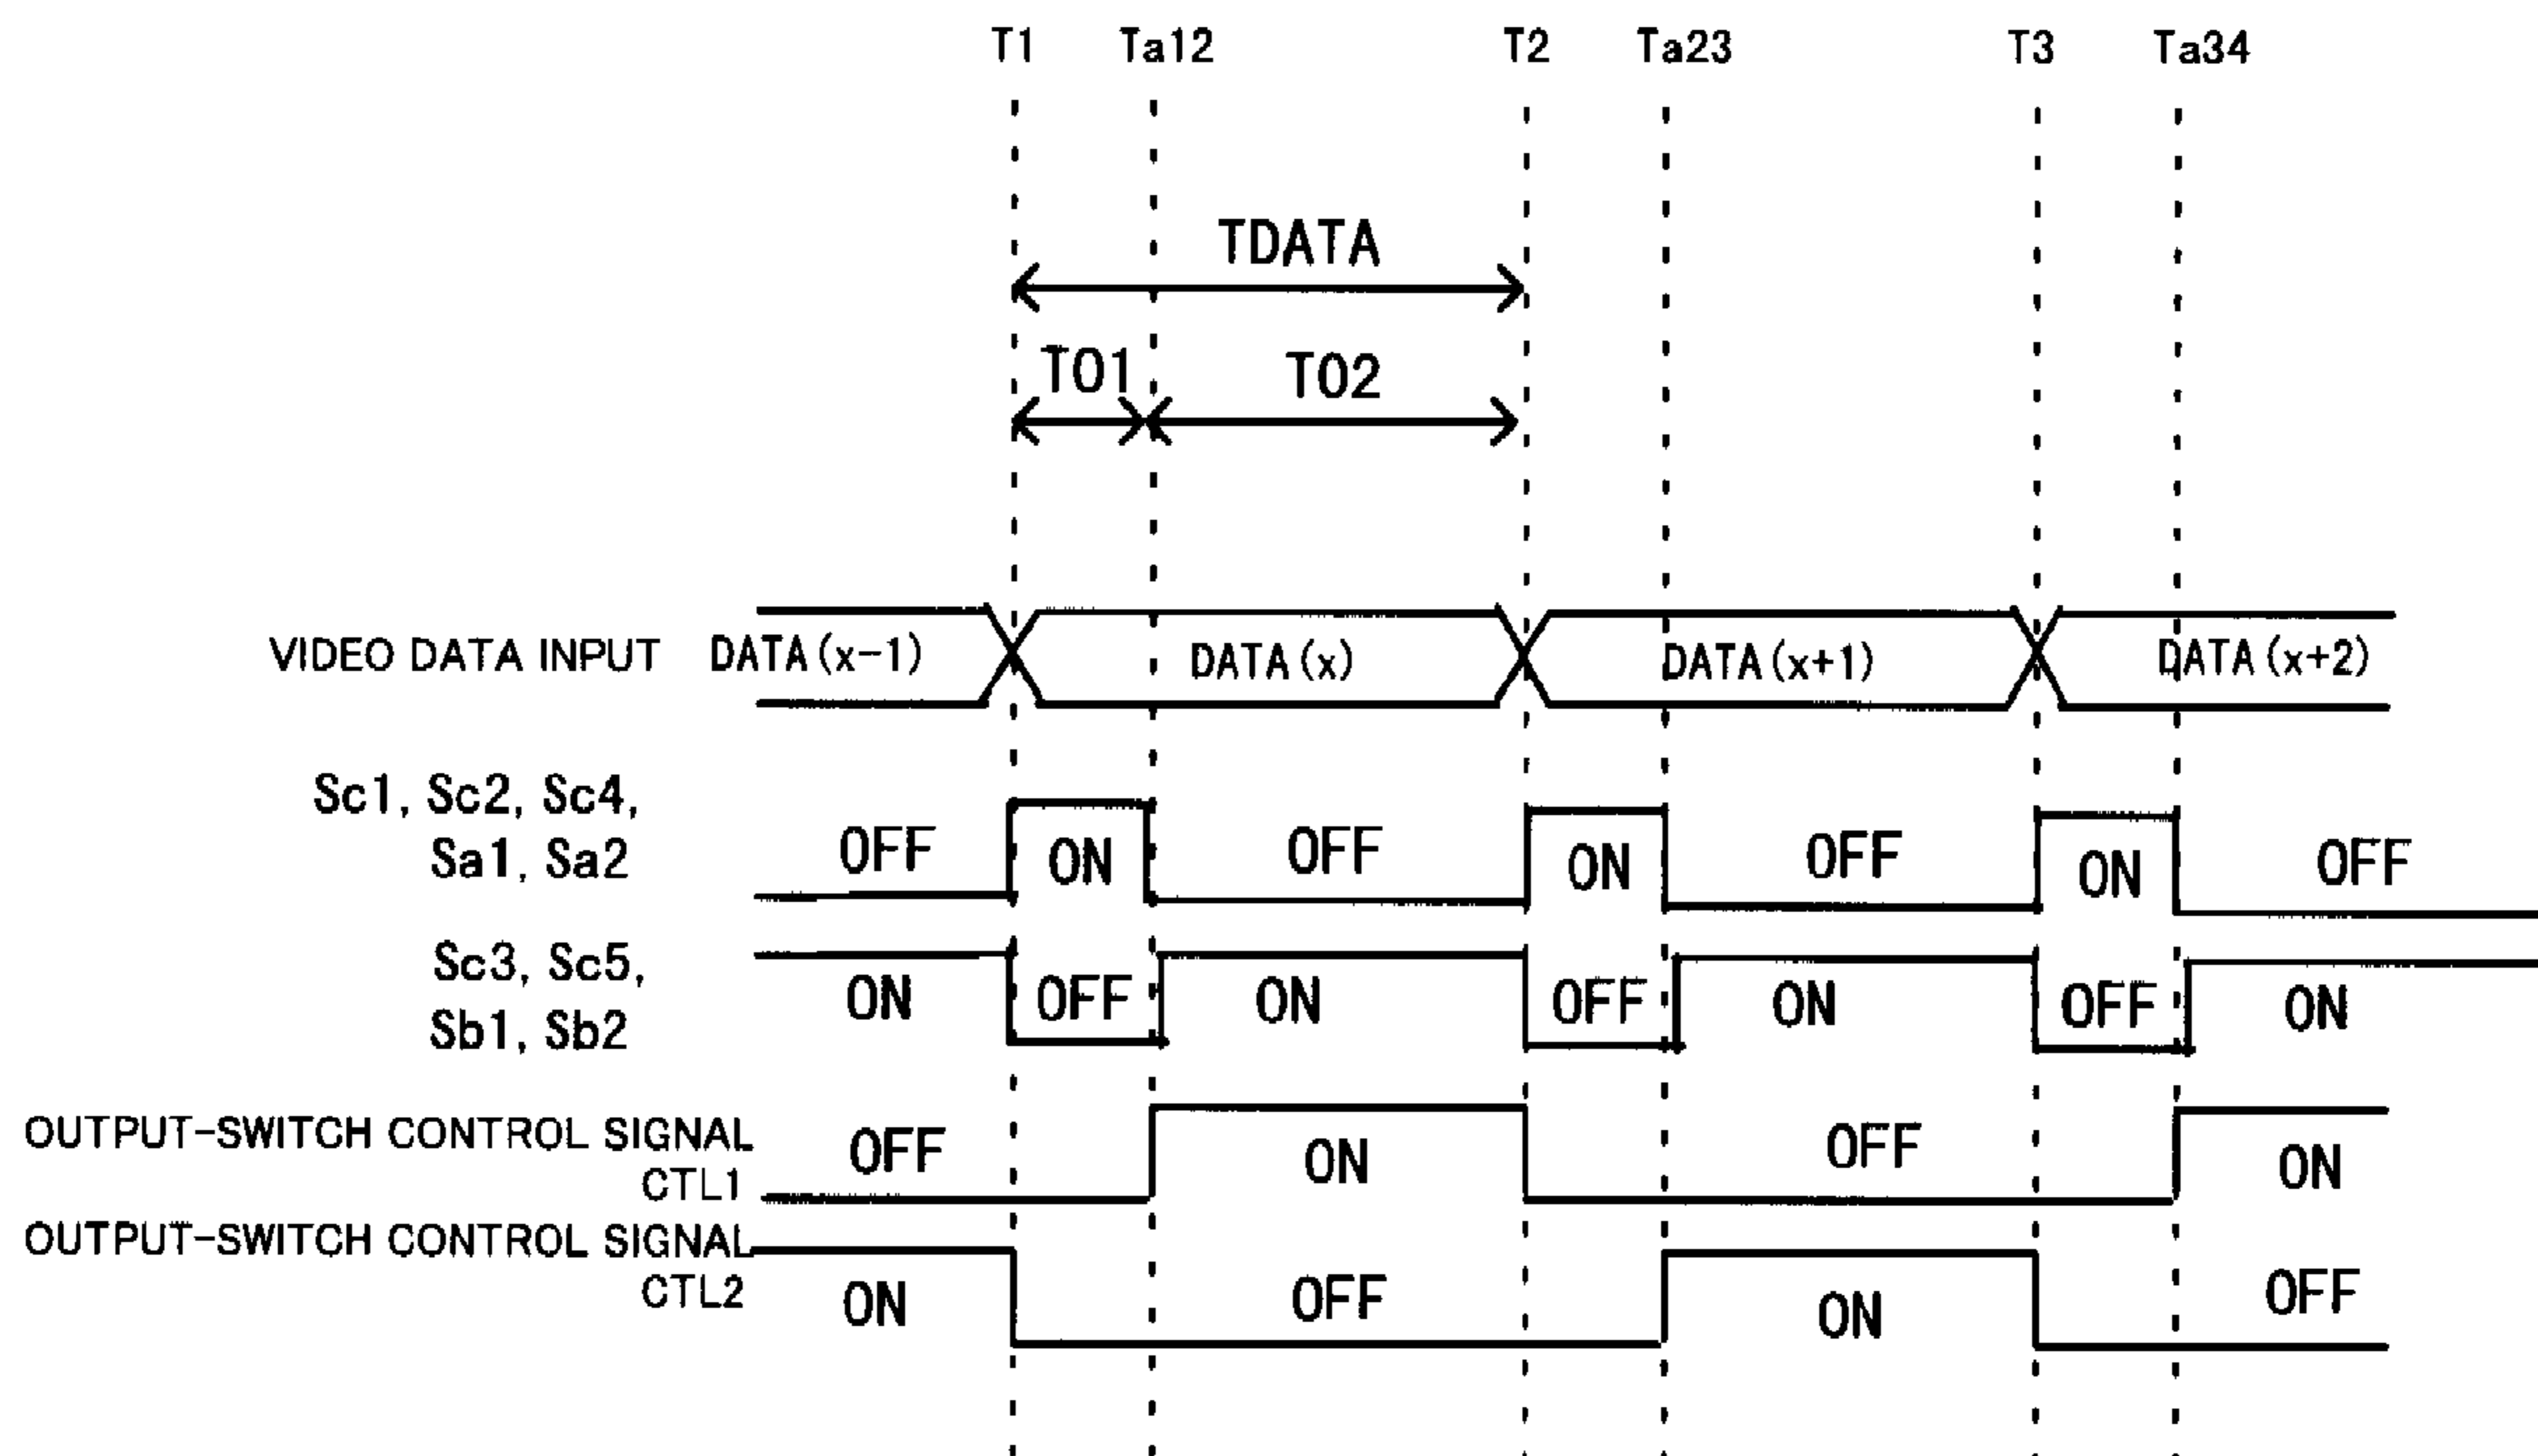 T1 Ta12 T2 Ta23 T3 Ta34
TDATA
T01 T02
VIDEO DATA INPUT DATA(x-1) DATA(x) DATA(x+1) DATA(x+2)
Sc1, Sc2, Sc4,
Sa1, Sa2
OFF ON OFF ON OFF ON OFF
Sc3, Sc5,
Sb1, Sb2
ON OFF ON OFF ON OFF ON
OUTPUT-SWITCH CONTROL SIGNAL
CTL1
OFF ON OFF ON
OUTPUT-SWITCH CONTROL SIGNAL
CTL2
ON OFF ON OFF